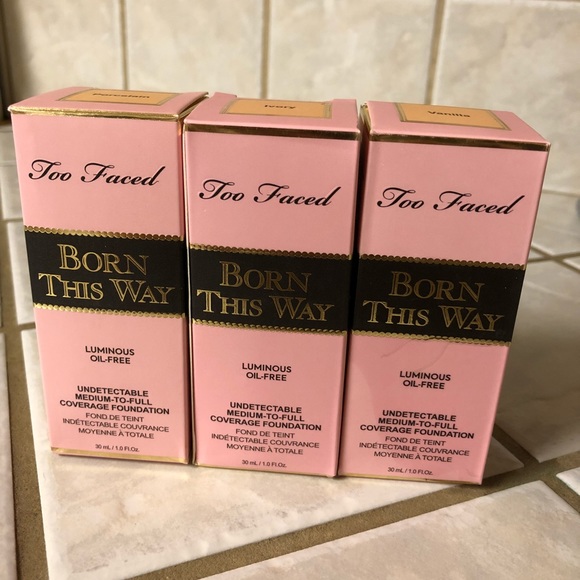 Porcelain
Too Faced
BORN
THIS WAY
LUMINOUS
OIL-FREE
UNDETECTABLE
MEDIUM-TO-FULL
COVERAGE FOUNDATION
FOND DE TEINT
INDÉTECTABLE COUVRANCE
MOYENNE À TOTALE
30 mL / 1.0 Fl.Oz.
Ivory
Too Faced
BORN
THIS WAY
LUMINOUS
OIL-FREE
UNDETECTABLE
MEDIUM-TO-FULL
COVERAGE FOUNDATION
FOND DE TEINT
INDÉTECTABLE COUVRANCE
MOYENNE À TOTALE
30 mL / 1.0 Fl.Oz.
Vanilla
Too Faced
BORN
THIS WAY
LUMINOUS
OIL-FREE
UNDETECTABLE
MEDIUM-TO-FULL
COVERAGE FOUNDATION
FOND DE TEINT
INDÉTECTABLE COUVRANCE
MOYENNE À TOTALE
30 mL / 1.0 Fl.Oz.